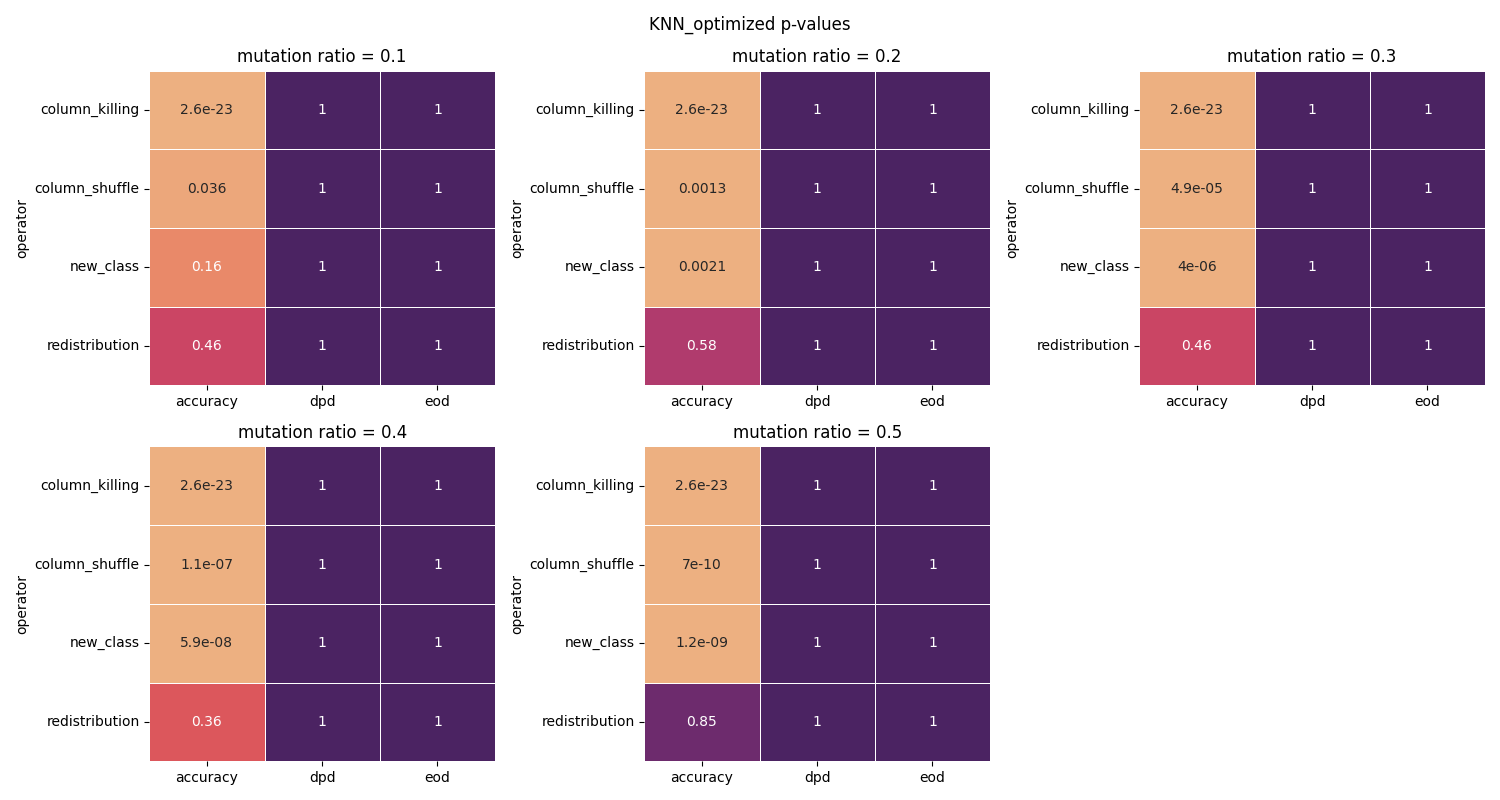 KNN_optimized p-values
mutation ratio = 0.1
operator
column_killing 2.6e-23 1 1
column_shuffle 0.036 1 1
new_class 0.16 1 1
redistribution 0.46 1 1
accuracy dpd eod
mutation ratio = 0.2
operator
column_killing 2.6e-23 1 1
column_shuffle 0.0013 1 1
new_class 0.0021 1 1
redistribution 0.58 1 1
accuracy dpd eod
mutation ratio = 0.3
operator
column_killing 2.6e-23 1 1
column_shuffle 4.9e-05 1 1
new_class 4e-06 1 1
redistribution 0.46 1 1
accuracy dpd eod
mutation ratio = 0.4
operator
column_killing 2.6e-23 1 1
column_shuffle 1.1e-07 1 1
new_class 5.9e-08 1 1
redistribution 0.36 1 1
accuracy dpd eod
mutation ratio = 0.5
operator
column_killing 2.6e-23 1 1
column_shuffle 7e-10 1 1
new_class 1.2e-09 1 1
redistribution 0.85 1 1
accuracy dpd eod